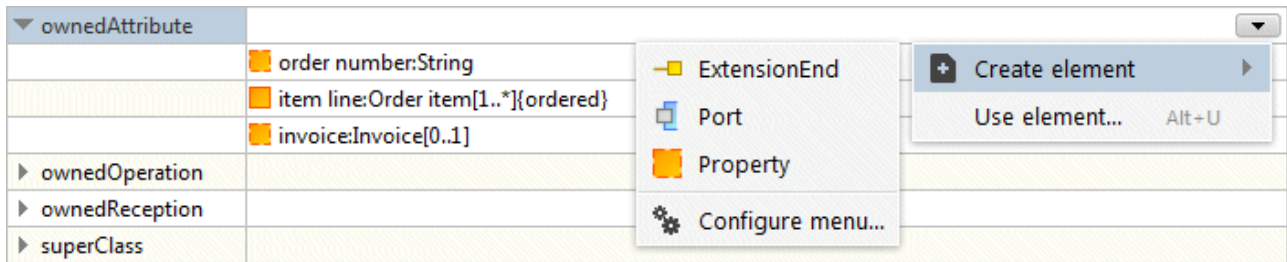 ownedAttribute
order number:String
item line:Order item[1..*]{ordered}
invoice:Invoice[0..1]
ownedOperation
ownedReception
superClass
ExtensionEnd
Port
Property
Configure menu...
Create element
Use element... Alt+U